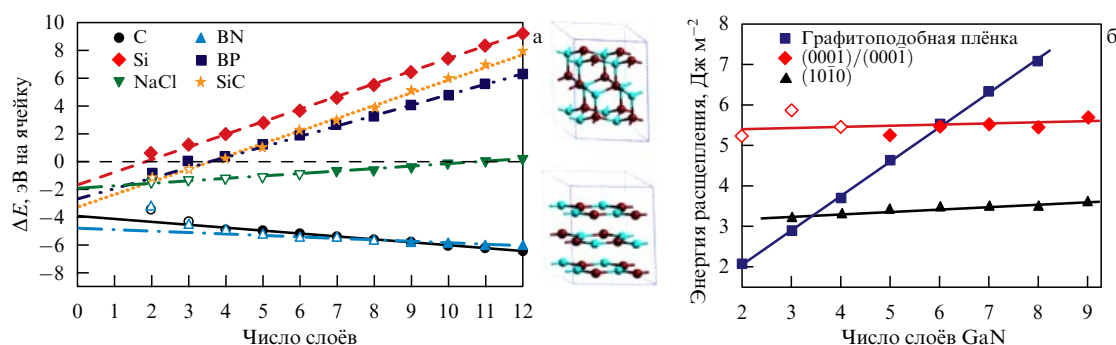 ΔE, эВ на ячейку
10
8
6
4
2
0
−2
−4
−6
−8
C
Si
NaCl
BN
BP
SiC
а
0 1 2 3 4 5 6 7 8 9 10 11 12
Число слоёв
Энергия расщепления, Дж м⁻²
8
7
6
5
4
3
2
Графитоподобная плёнка
(0001)/(0001̄)
(101̄0)
б
2 3 4 5 6 7 8 9
Число слоёв GaN